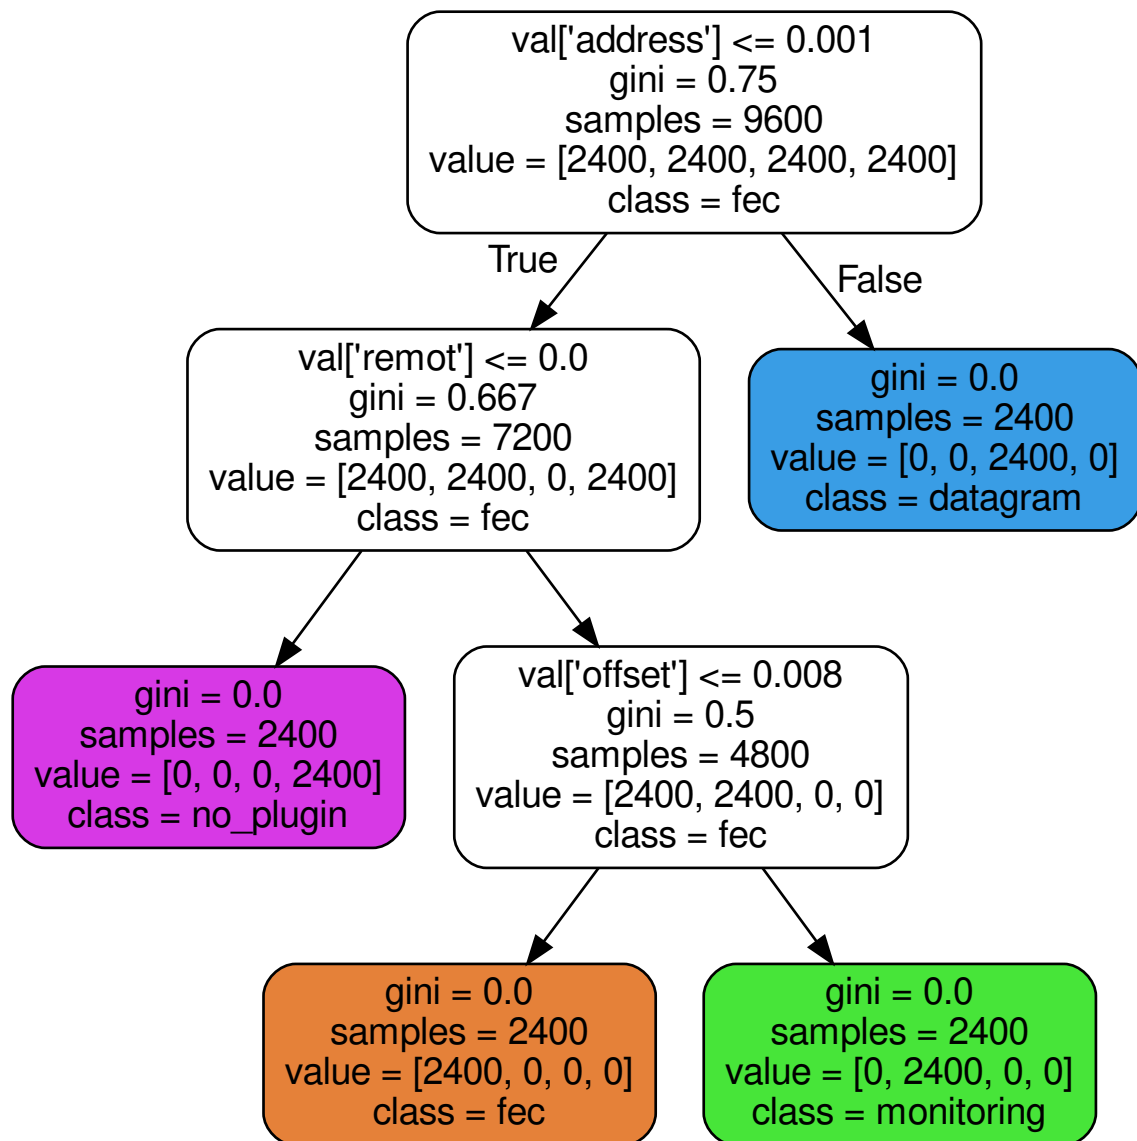 val['address'] <= 0.001
gini = 0.75
samples = 9600
value = [2400, 2400, 2400, 2400]
class = fec
True
False
val['remot'] <= 0.0
gini = 0.667
samples = 7200
value = [2400, 2400, 0, 2400]
class = fec
gini = 0.0
samples = 2400
value = [0, 0, 2400, 0]
class = datagram
gini = 0.0
samples = 2400
value = [0, 0, 0, 2400]
class = no_plugin
val['offset'] <= 0.008
gini = 0.5
samples = 4800
value = [2400, 2400, 0, 0]
class = fec
gini = 0.0
samples = 2400
value = [2400, 0, 0, 0]
class = fec
gini = 0.0
samples = 2400
value = [0, 2400, 0, 0]
class = monitoring